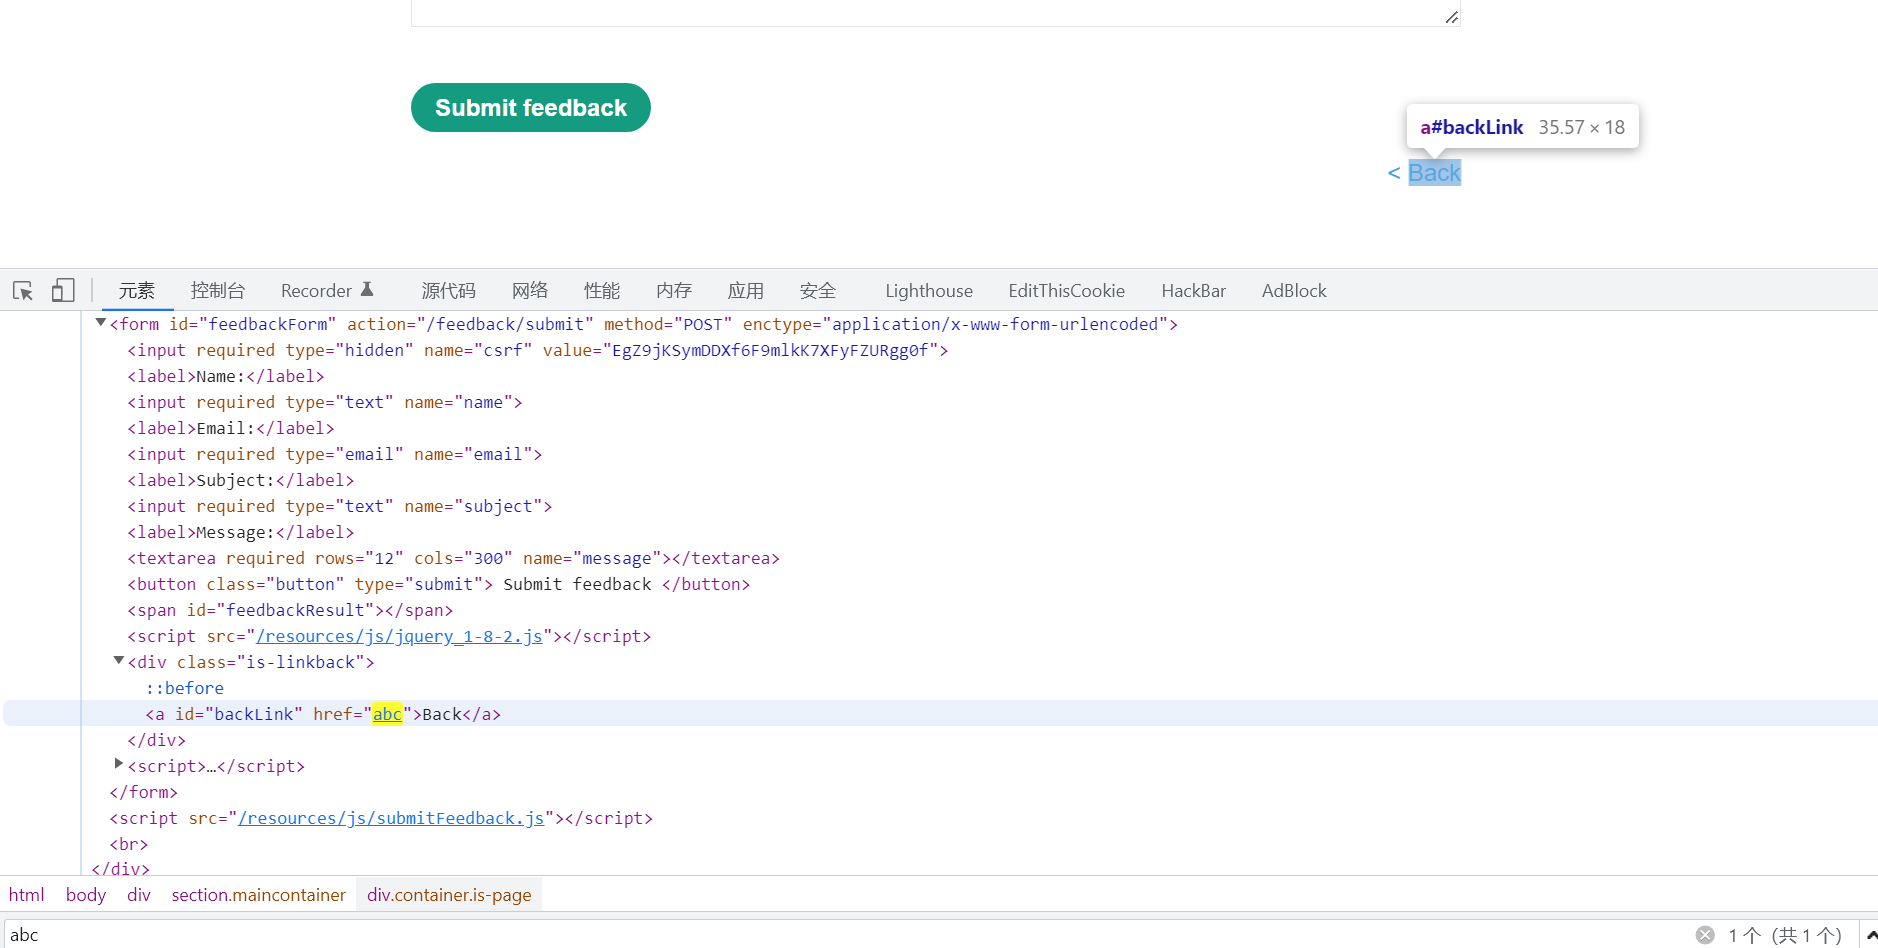 Submit feedback
a#backLink 35.57 × 18
< Back
元素 控制台 Recorder 源代码 网络 性能 内存 应用 安全 Lighthouse EditThisCookie HackBar AdBlock
<form id="feedbackForm" action="/feedback/submit" method="POST" enctype="application/x-www-form-urlencoded">
<input required type="hidden" name="csrf" value="EgZ9jKSymDDXf6F9mlkK7XFyFZURgg0f">
<label>Name:</label>
<input required type="text" name="name">
<label>Email:</label>
<input required type="email" name="email">
<label>Subject:</label>
<input required type="text" name="subject">
<label>Message:</label>
<textarea required rows="12" cols="300" name="message"></textarea>
<button class="button" type="submit"> Submit feedback </button>
<span id="feedbackResult"></span>
<script src="/resources/js/jquery_1-8-2.js"></script>
<div class="is-linkback">
::before
<a id="backLink" href="abc">Back</a>
</div>
<script>…</script>
</form>
<script src="/resources/js/submitFeedback.js"></script>
<br>
</div>
html body div section.maincontainer div.container.is-page
abc 1 个 (共 1 个)